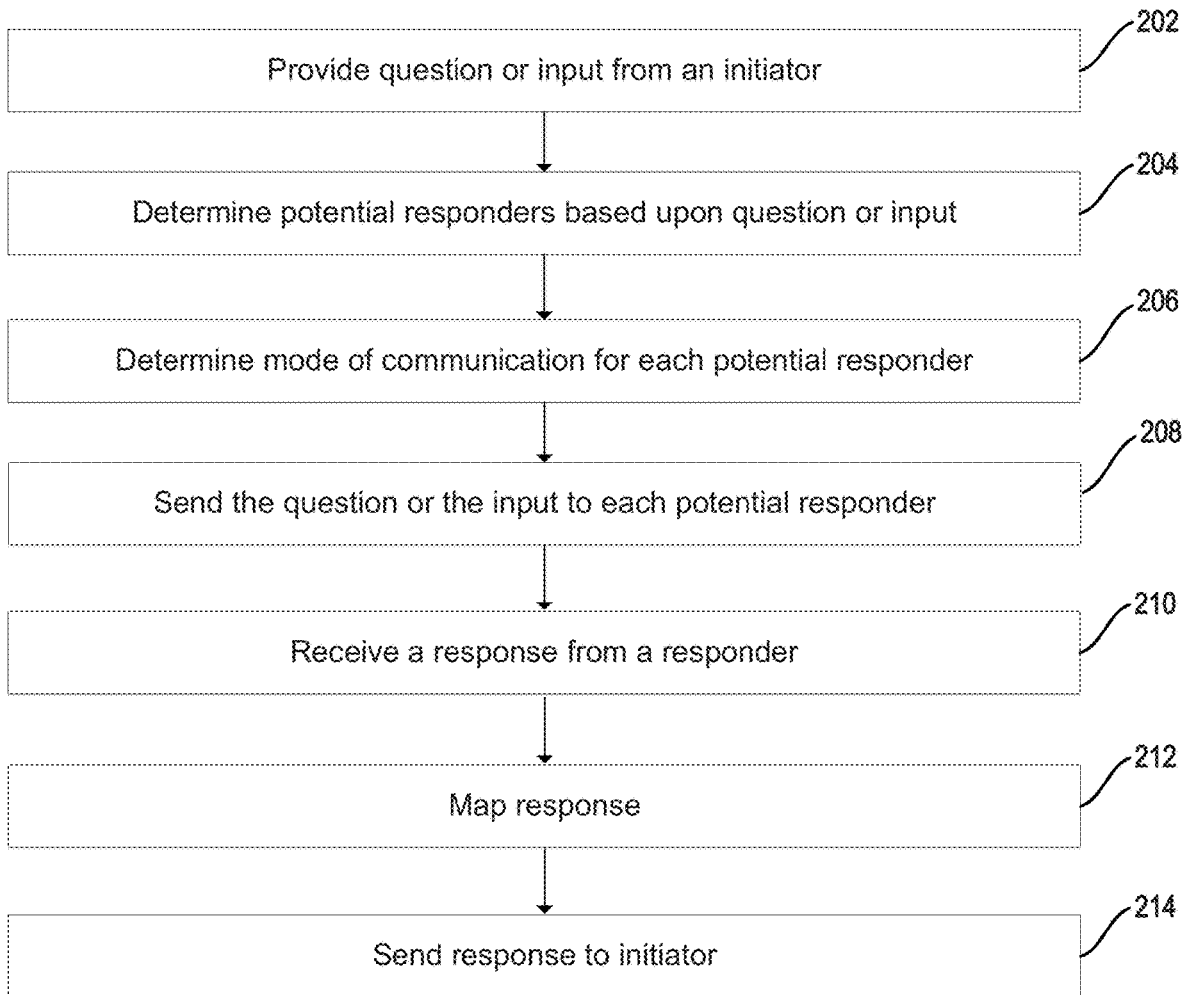 202
Provide question or input from an initiator
204
Determine potential responders based upon question or input
206
Determine mode of communication for each potential responder
208
Send the question or the input to each potential responder
210
Receive a response from a responder
212
Map response
214
Send response to initiator